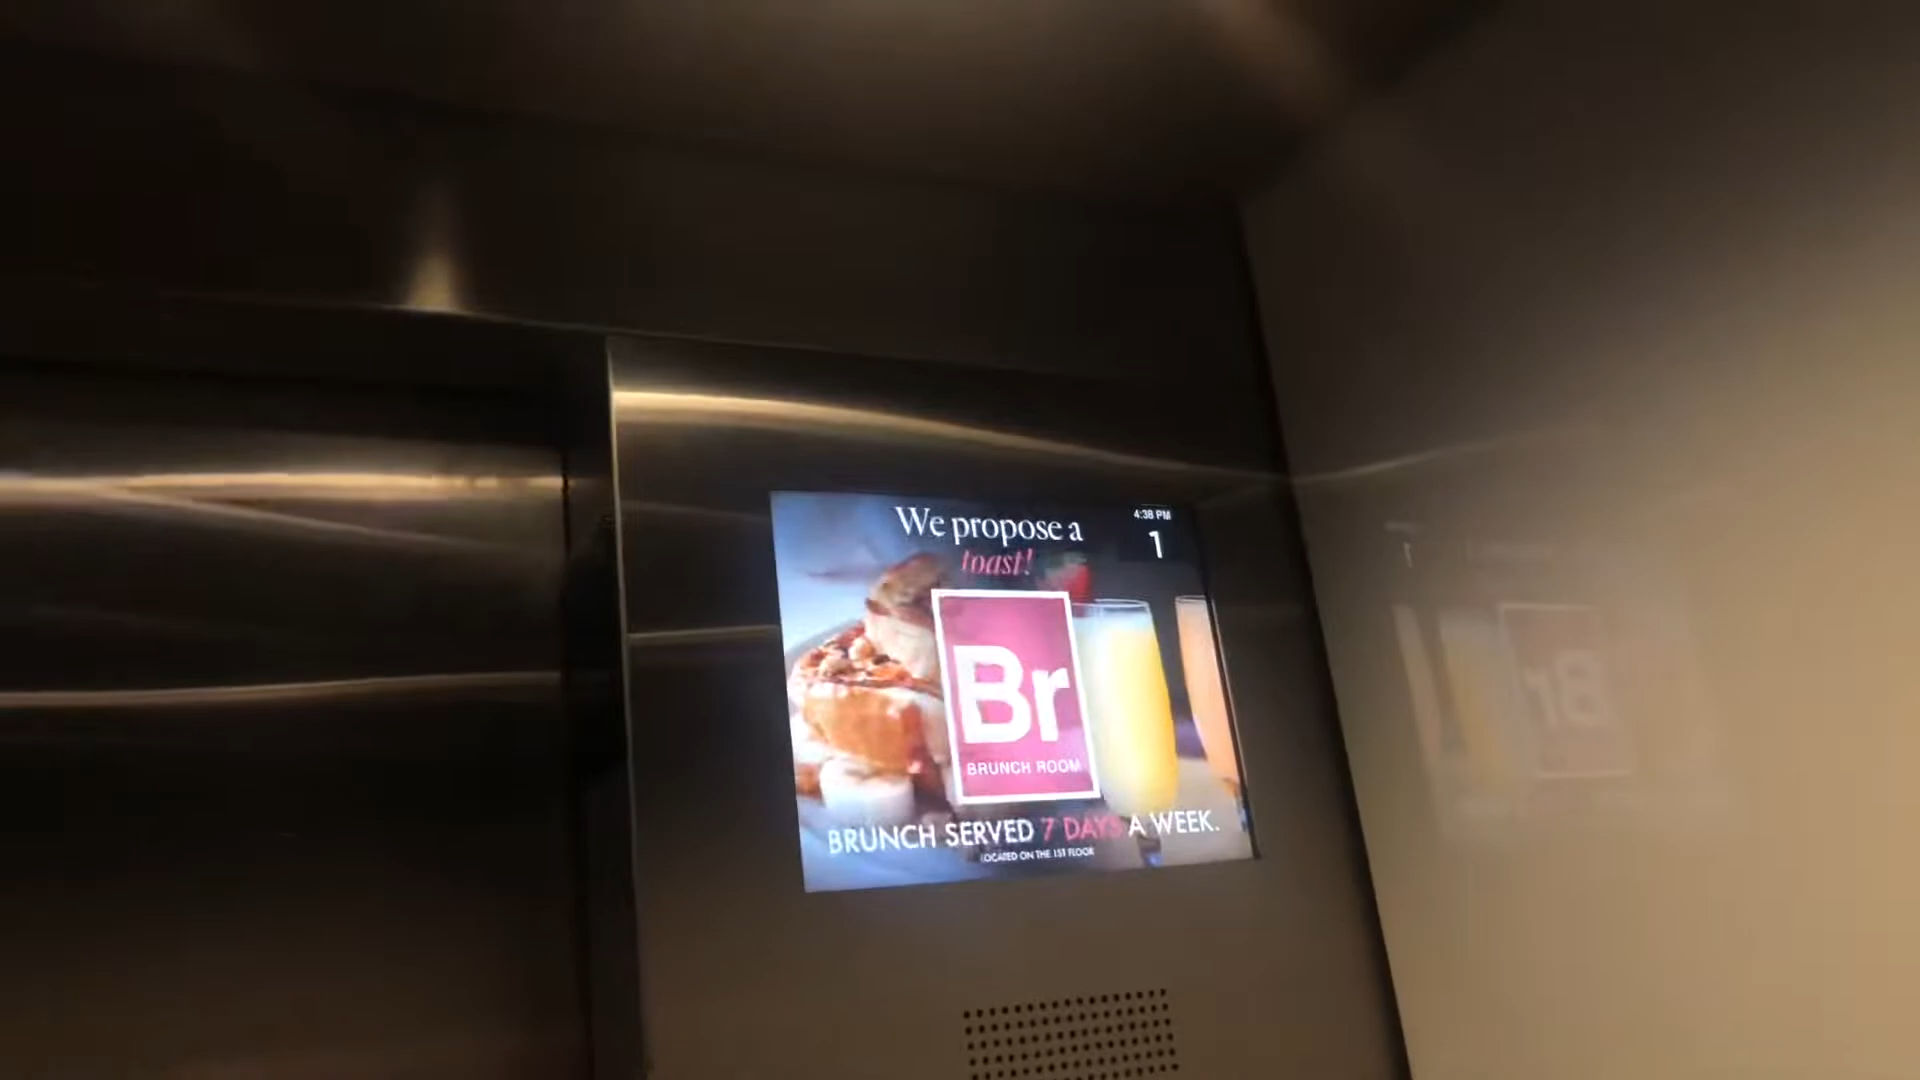 We propose a
toast!
4:38 PM
1
Br
BRUNCH ROOM
BRUNCH SERVED 7 DAYS A WEEK.
LOCATED ON THE 1ST FLOOR